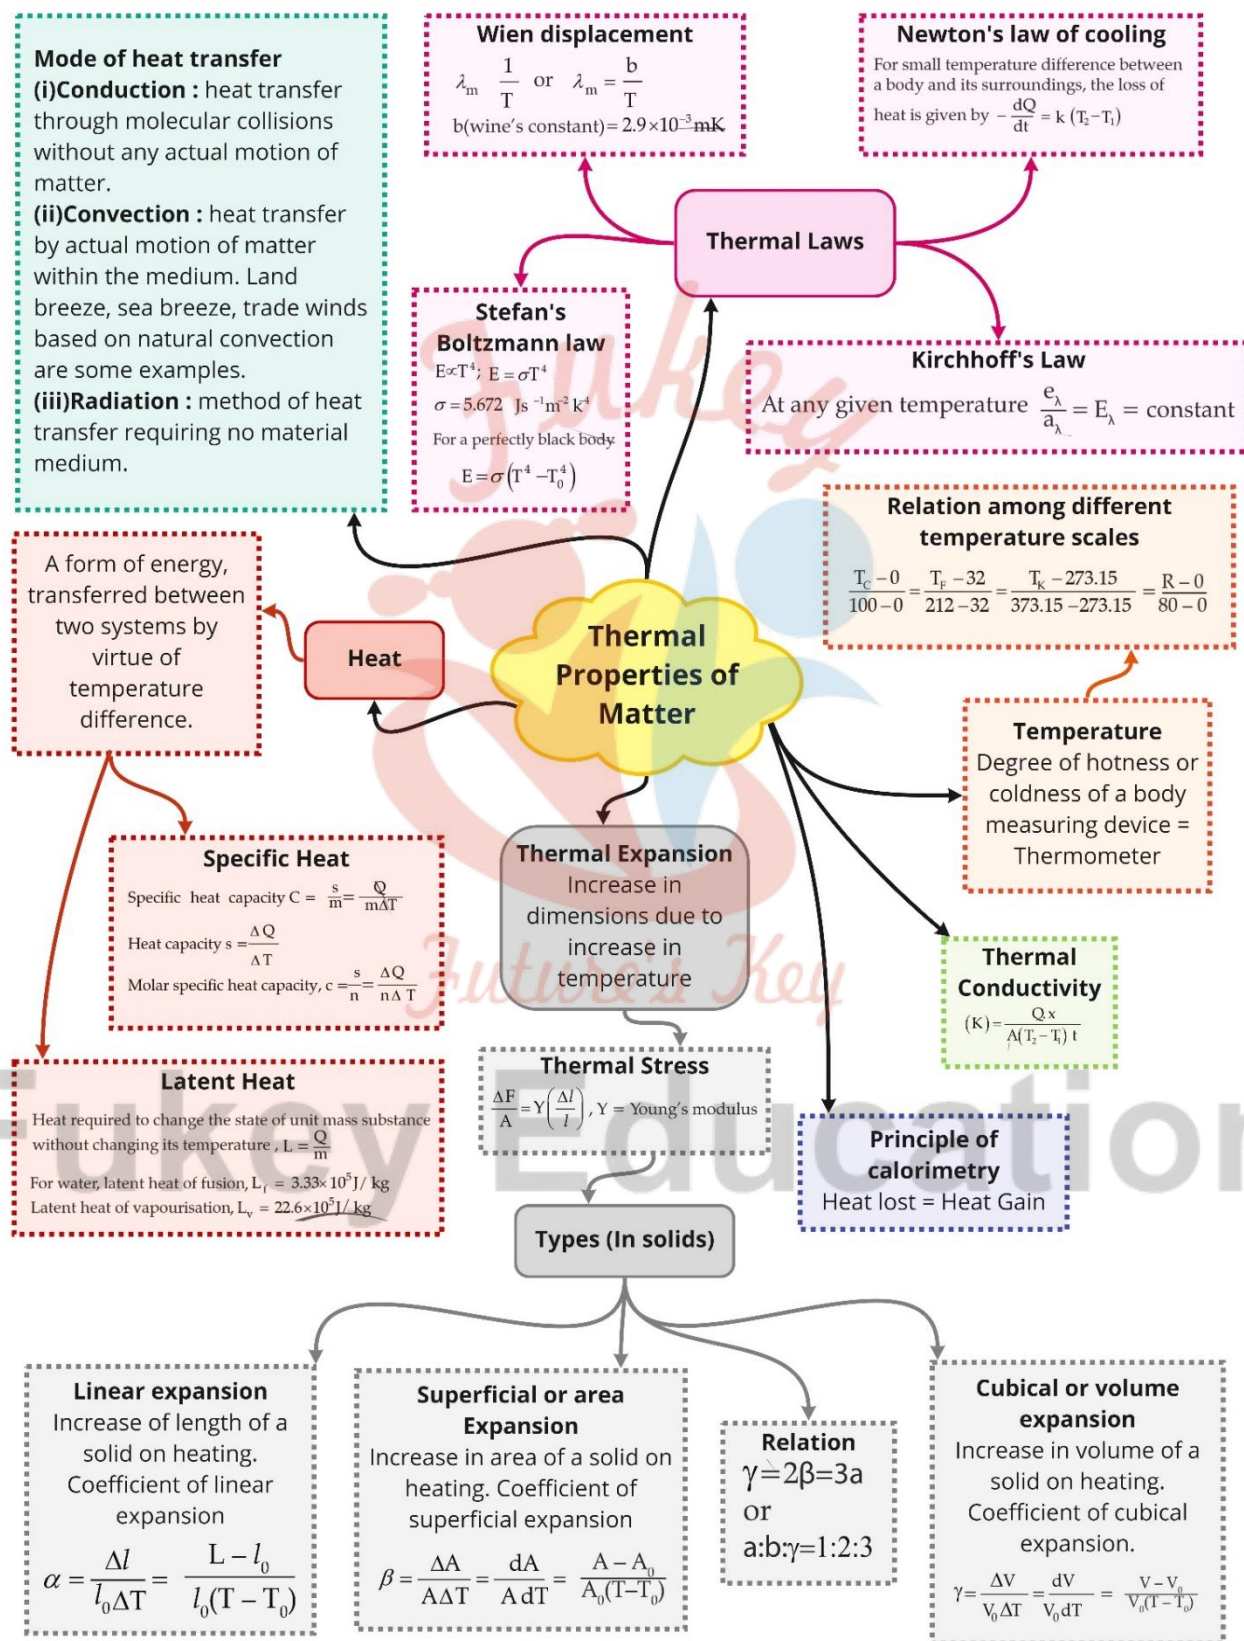 Mode of heat transfer
(i)Conduction : heat transfer
through molecular collisions
without any actual motion of
matter.
(ii)Convection : heat transfer
by actual motion of matter
within the medium. Land
breeze, sea breeze, trade winds
based on natural convection
are some examples.
(iii)Radiation : method of heat
transfer requiring no material
medium.
Wien displacement
λm 1/T or λm = b/T
b(wine's constant) = 2.9×10⁻³mK
Newton's law of cooling
For small temperature difference between
a body and its surroundings, the loss of
heat is given by − dQ/dt = k (T₂−T₁)
Thermal Laws
Stefan's
Boltzmann law
E∝T⁴; E = σT⁴
σ = 5.672 Js ⁻¹m⁻² k⁴
For a perfectly black body
E = σ(T⁴ − T₀⁴)
Kirchhoff's Law
At any given temperature eλ/aλ = Eλ = constant
Relation among different
temperature scales
(TC − 0)/(100 − 0) = (TF − 32)/(212 − 32) = (TK − 273.15)/(373.15 − 273.15) = (R − 0)/(80 − 0)
A form of energy,
transferred between
two systems by
virtue of
temperature
difference.
Heat
Thermal
Properties of
Matter
Temperature
Degree of hotness or
coldness of a body
measuring device =
Thermometer
Specific Heat
Specific heat capacity C = s/m = Q/mΔT
Heat capacity s = ΔQ/ΔT
Molar specific heat capacity, c = s/n = ΔQ/nΔT
Thermal Expansion
Increase in
dimensions due to
increase in
temperature
Thermal
Conductivity
(K) = Q.x/A(T₂ − T₁) t
Latent Heat
Heat required to change the state of unit mass substance
without changing its temperature , L = Q/m
For water, latent heat of fusion, Lf = 3.33×10⁵J/ kg
Latent heat of vapourisation, Lv = 22.6×10⁵J/ kg
Thermal Stress
ΔF/A = Y(Δl/l) , Y = Young's modulus
Principle of
calorimetry
Heat lost = Heat Gain
Types (In solids)
Linear expansion
Increase of length of a
solid on heating.
Coefficient of linear
expansion
α = Δl/l₀ΔT = (L − l₀)/l₀(T − T₀)
Superficial or area
Expansion
Increase in area of a solid on
heating. Coefficient of
superficial expansion
β = ΔA/AΔT = dA/A dT = (A − A₀)/A₀(T−T₀)
Relation
γ=2β=3a
or
a:b:γ=1:2:3
Cubical or volume
expansion
Increase in volume of a
solid on heating.
Coefficient of cubical
expansion.
γ = ΔV/V₀ΔT = dV/V₀dT = (V − V₀)/V₀(T − T₀)
Fukey
Future's Key
Fukey Education